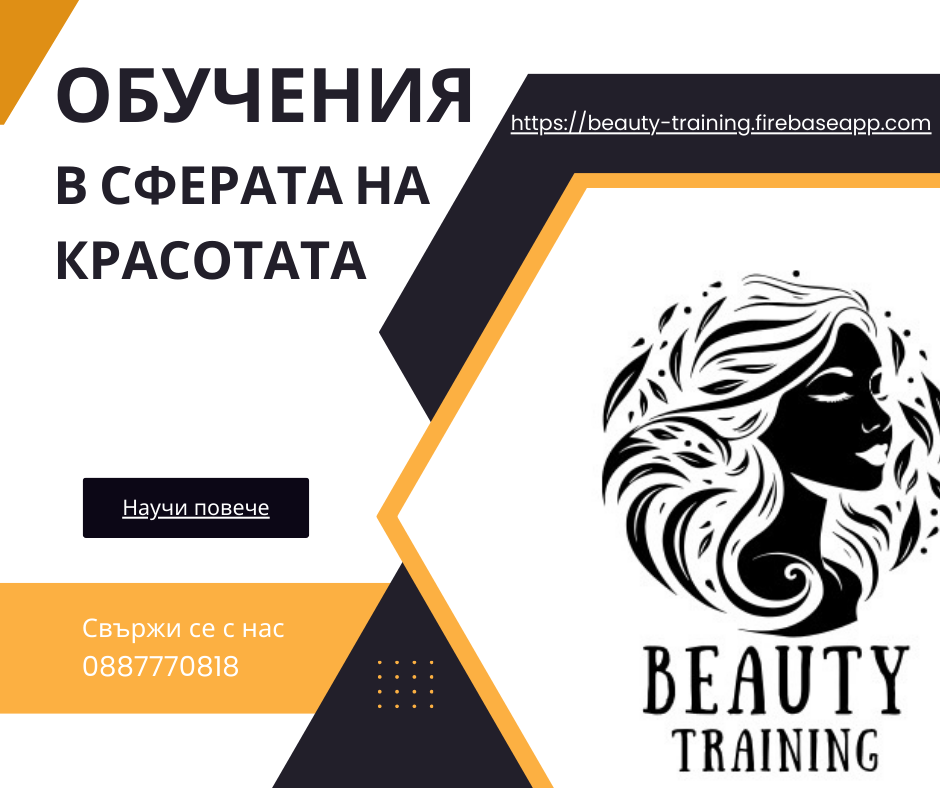 ОБУЧЕНИЯ
В СФЕРАТА НА
КРАСОТАТА
https://beauty-training.firebaseapp.com
Научи повече
Свържи се с нас
0887770818
BEAUTY
TRAINING